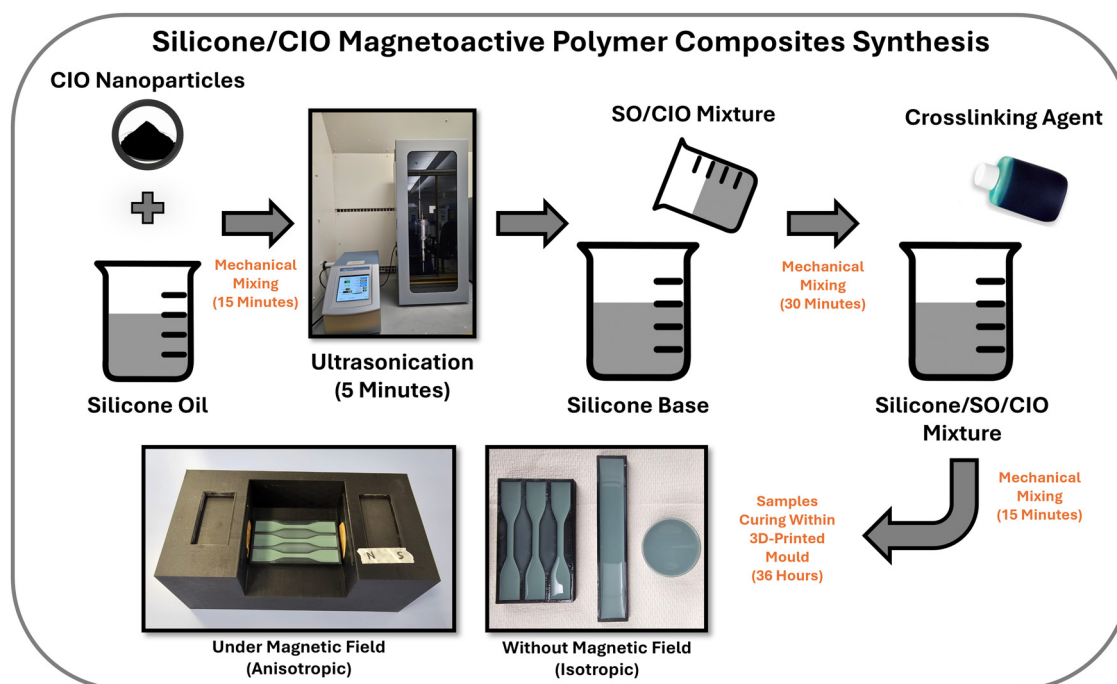 Silicone/CIO Magnetoactive Polymer Composites Synthesis
CIO Nanoparticles
Mechanical
Mixing
(15 Minutes)
Silicone Oil
Ultrasonication
(5 Minutes)
SO/CIO Mixture
Silicone Base
Mechanical
Mixing
(30 Minutes)
Crosslinking Agent
Silicone/SO/CIO
Mixture
Mechanical
Mixing
(15 Minutes)
Samples
Curing Within
3D-Printed
Mould
(36 Hours)
N S
Under Magnetic Field
(Anisotropic)
Without Magnetic Field
(Isotropic)